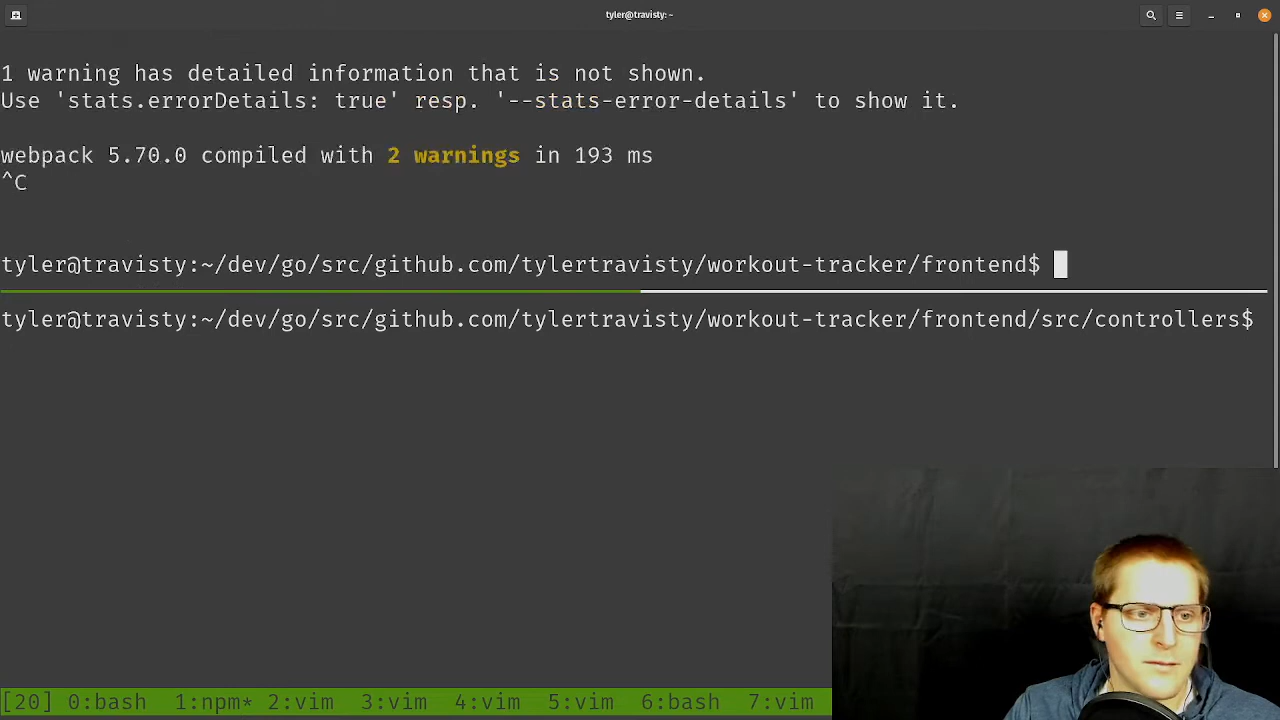 tyler@travisty: ~
1 warning has detailed information that is not shown.
Use 'stats.errorDetails: true' resp. '--stats-error-details' to show it.
webpack 5.70.0 compiled with 2 warnings in 193 ms
^C
tyler@travisty:~/dev/go/src/github.com/tylertravisty/workout-tracker/frontend$
tyler@travisty:~/dev/go/src/github.com/tylertravisty/workout-tracker/frontend/src/controllers$
[20] 0:bash 1:npm* 2:vim 3:vim 4:vim 5:vim 6:bash 7:vim